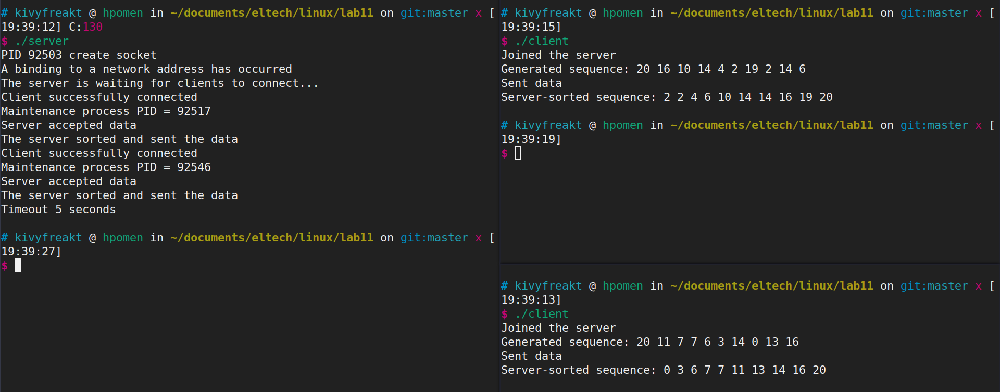 # kivyfreakt @ hpomen in ~/documents/eltech/linux/lab11 on git:master x [
19:39:12] C:130
$ ./server
PID 92503 create socket
A binding to a network address has occurred
The server is waiting for clients to connect...
Client successfully connected
Maintenance process PID = 92517
Server accepted data
The server sorted and sent the data
Client successfully connected
Maintenance process PID = 92546
Server accepted data
The server sorted and sent the data
Timeout 5 seconds
# kivyfreakt @ hpomen in ~/documents/eltech/linux/lab11 on git:master x [
19:39:27]
$
# kivyfreakt @ hpomen in ~/documents/eltech/linux/lab11 on git:master x [
19:39:15]
$ ./client
Joined the server
Generated sequence: 20 16 10 14 4 2 19 2 14 6
Sent data
Server-sorted sequence: 2 2 4 6 10 14 14 16 19 20
# kivyfreakt @ hpomen in ~/documents/eltech/linux/lab11 on git:master x [
19:39:19]
$
# kivyfreakt @ hpomen in ~/documents/eltech/linux/lab11 on git:master x [
19:39:13]
$ ./client
Joined the server
Generated sequence: 20 11 7 7 6 3 14 0 13 16
Sent data
Server-sorted sequence: 0 3 6 7 7 11 13 14 16 20